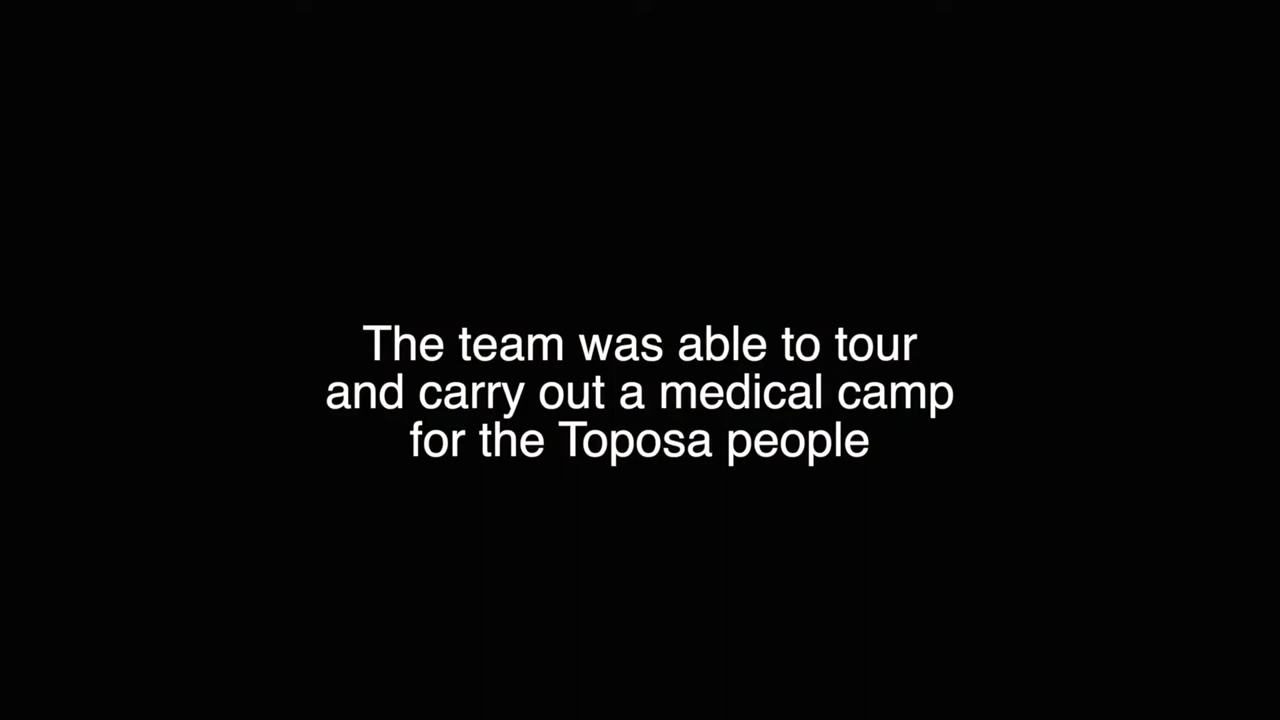 The team was able to tour
and carry out a medical camp
for the Toposa people